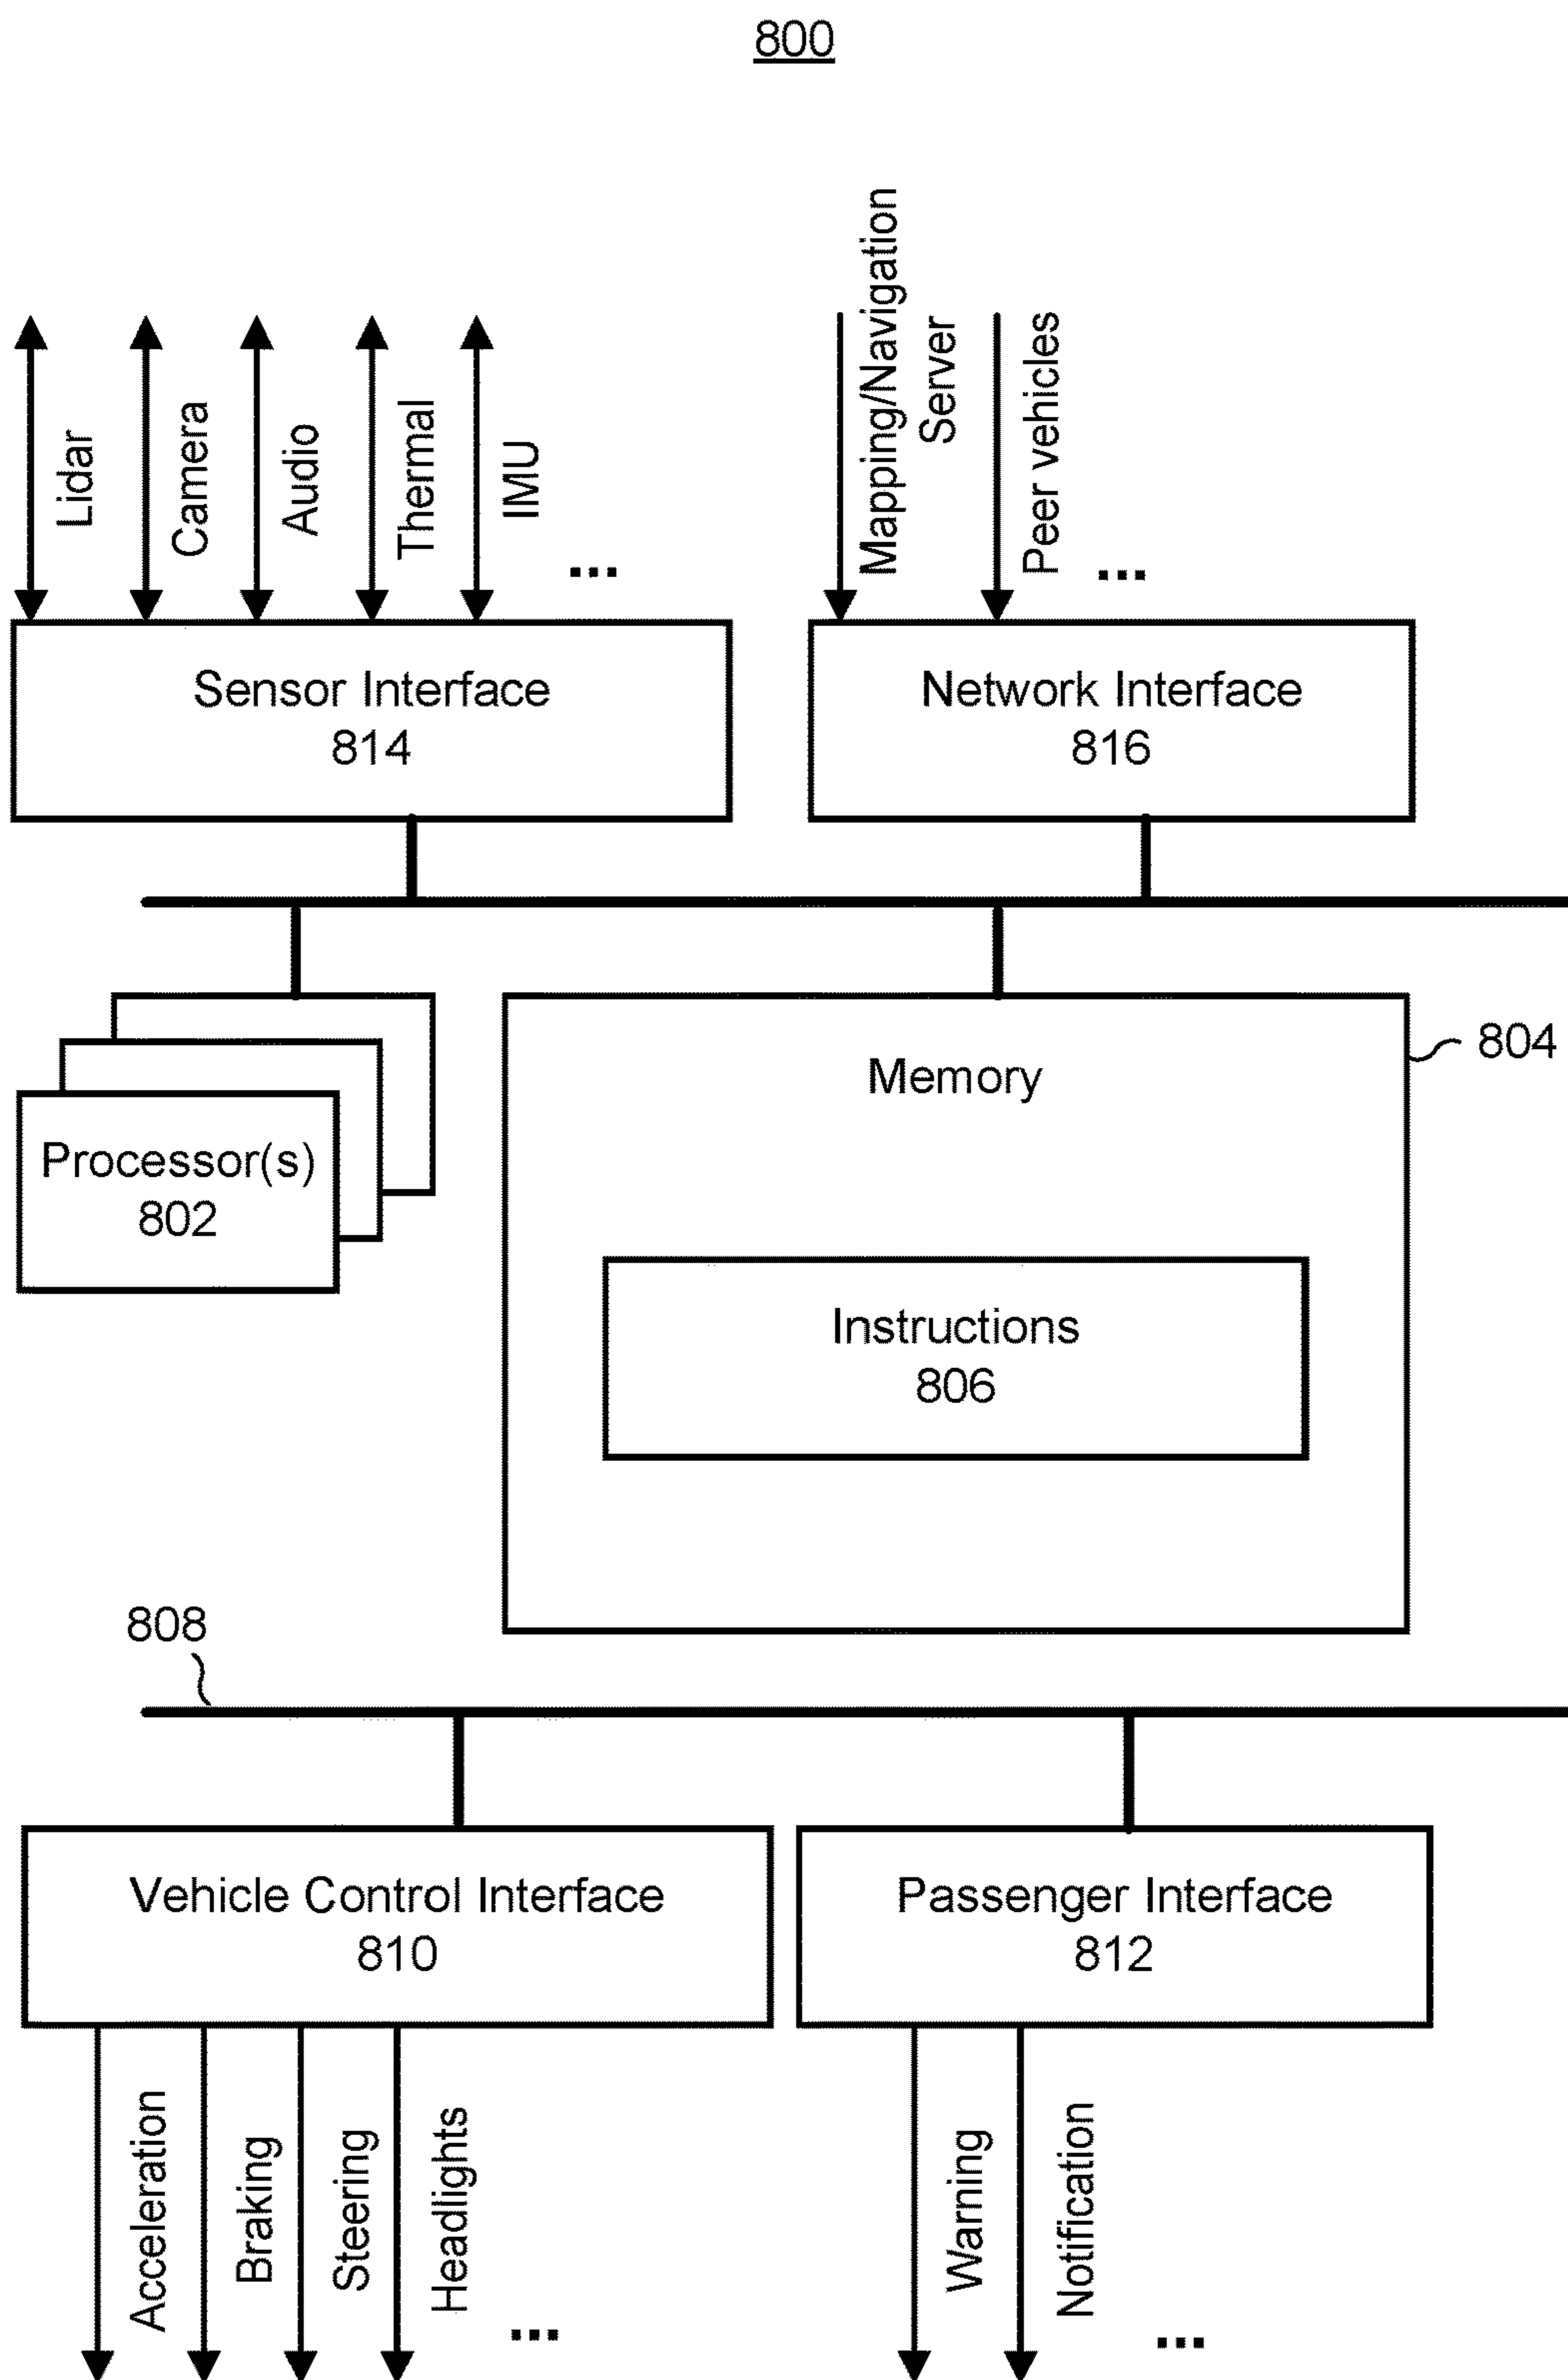 800
Lidar
Camera
Audio
Thermal
IMU
...
Mapping/Navigation
Server
Peer vehicles
...
Sensor Interface
814
Network Interface
816
Processor(s)
802
Memory
804
Instructions
806
808
Vehicle Control Interface
810
Passenger Interface
812
Acceleration
Braking
Steering
Headlights
...
Warning
Notification
...